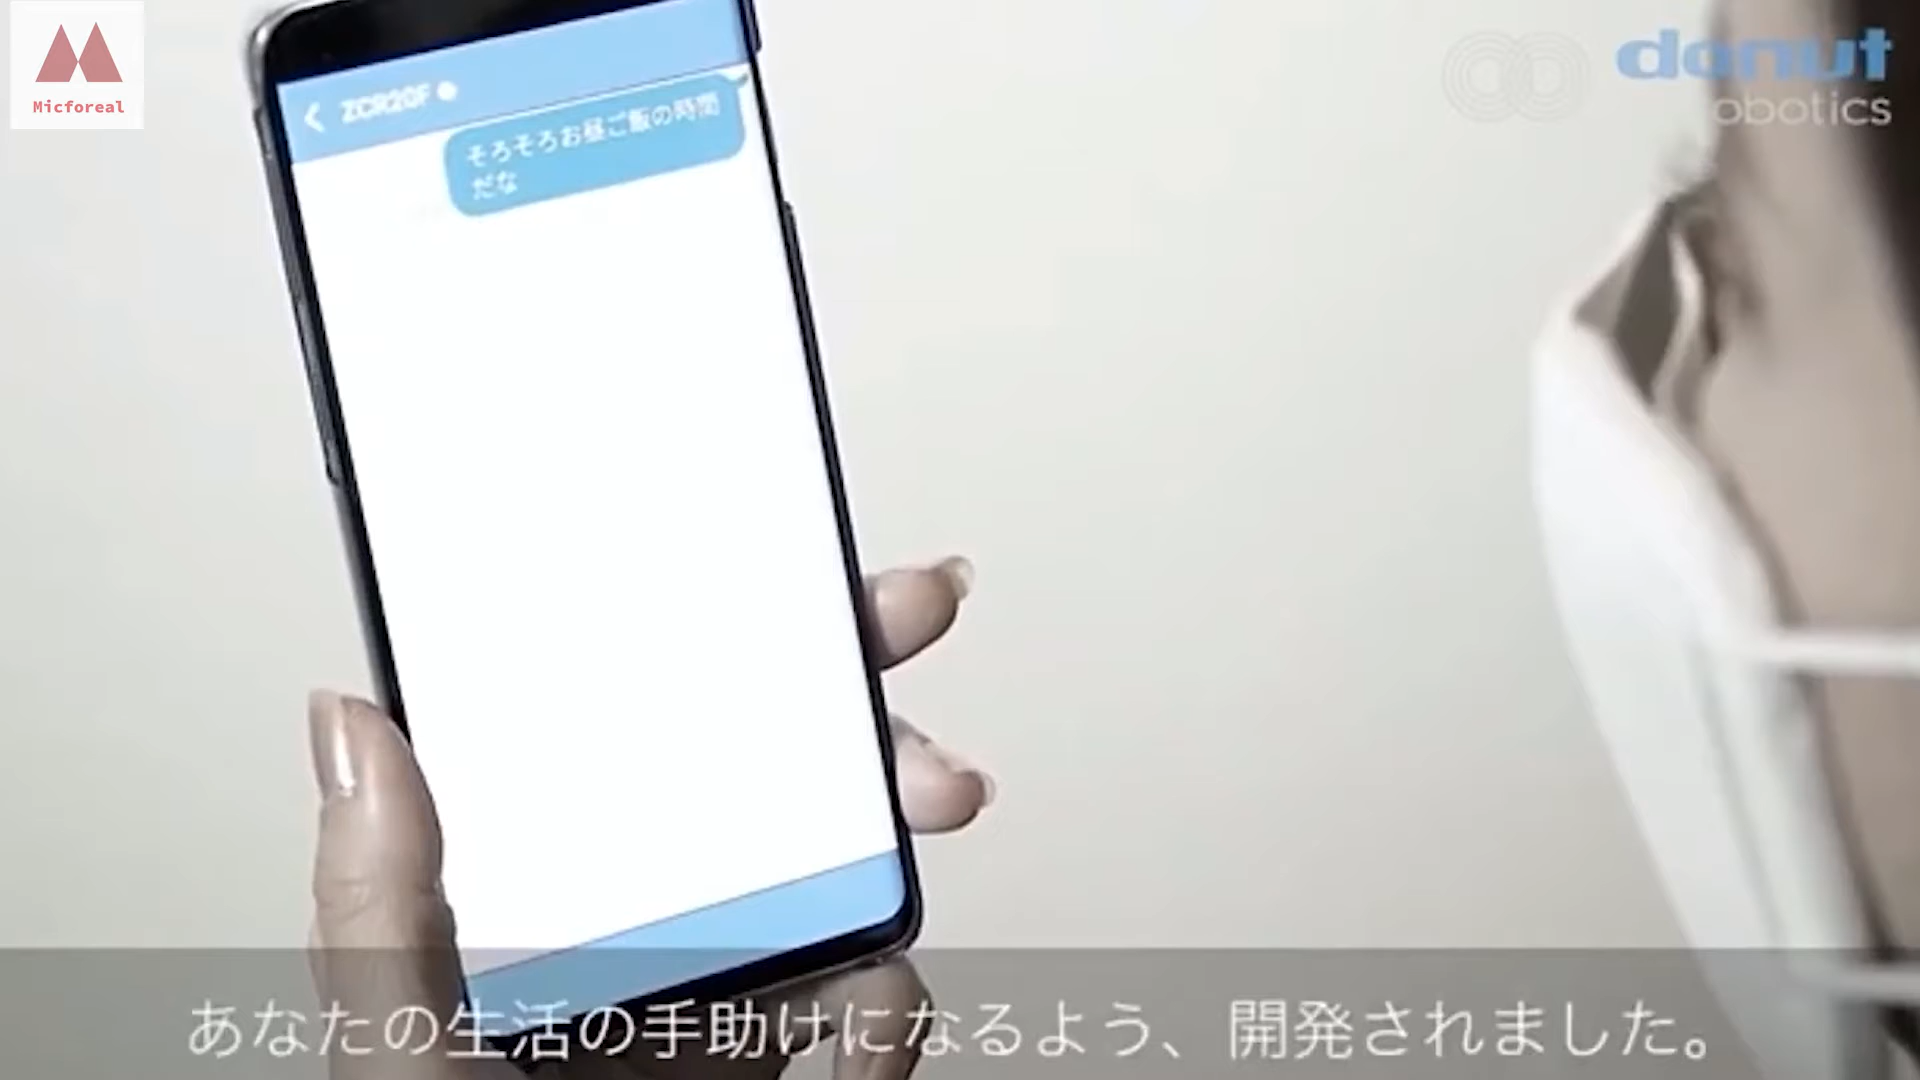 Micforeal
donut
robotics
ZCR20F
そろそろお昼ご飯の時間
だな
あなたの生活の手助けになるよう、開発されました。